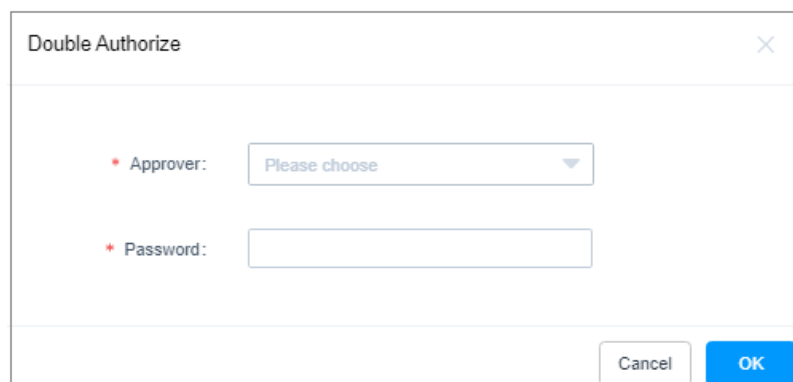 Double Authorize
* Approver: Please choose
* Password:
Cancel OK